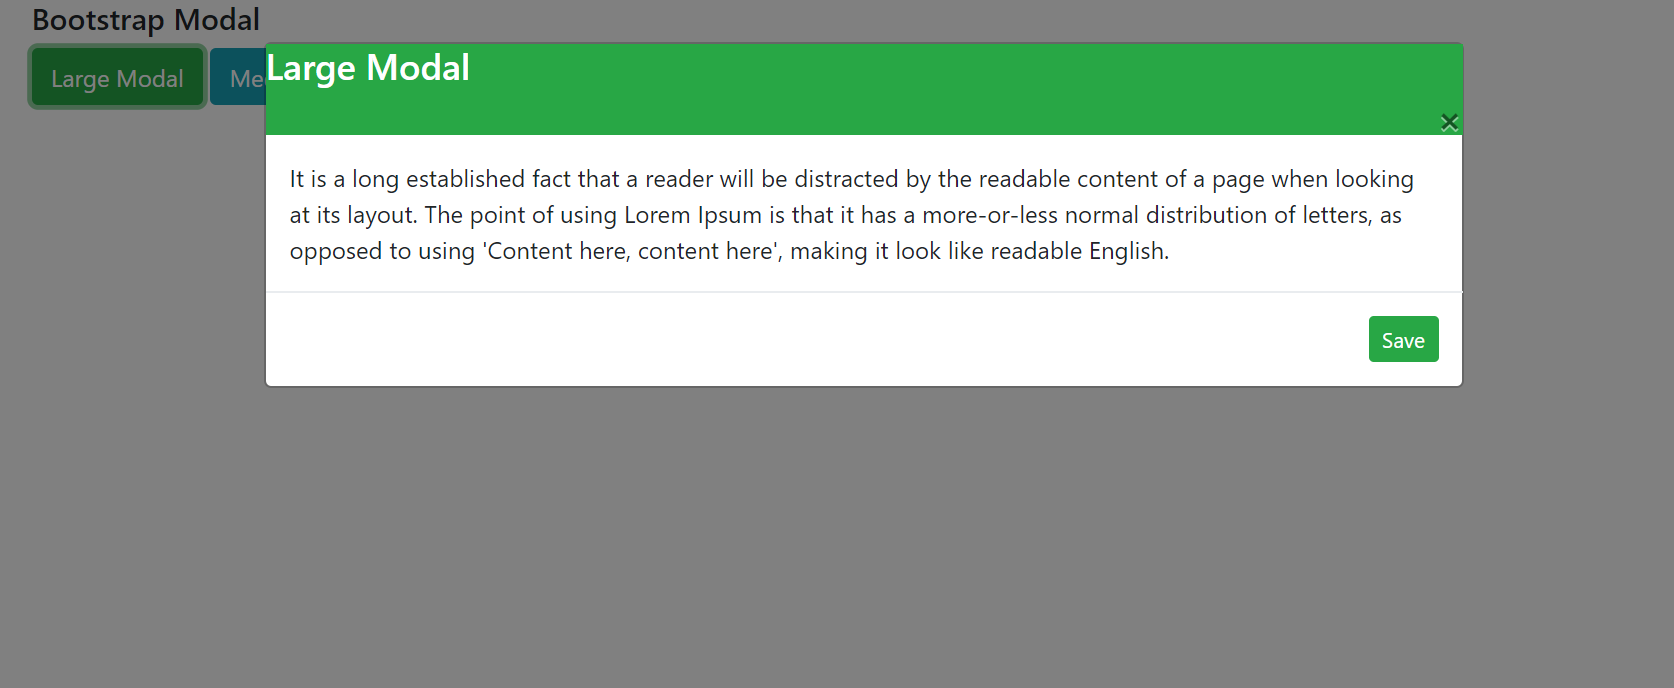 Bootstrap Modal
Large Modal
Me
Large Modal
×
It is a long established fact that a reader will be distracted by the readable content of a page when looking
at its layout. The point of using Lorem Ipsum is that it has a more-or-less normal distribution of letters, as
opposed to using 'Content here, content here', making it look like readable English.
Save